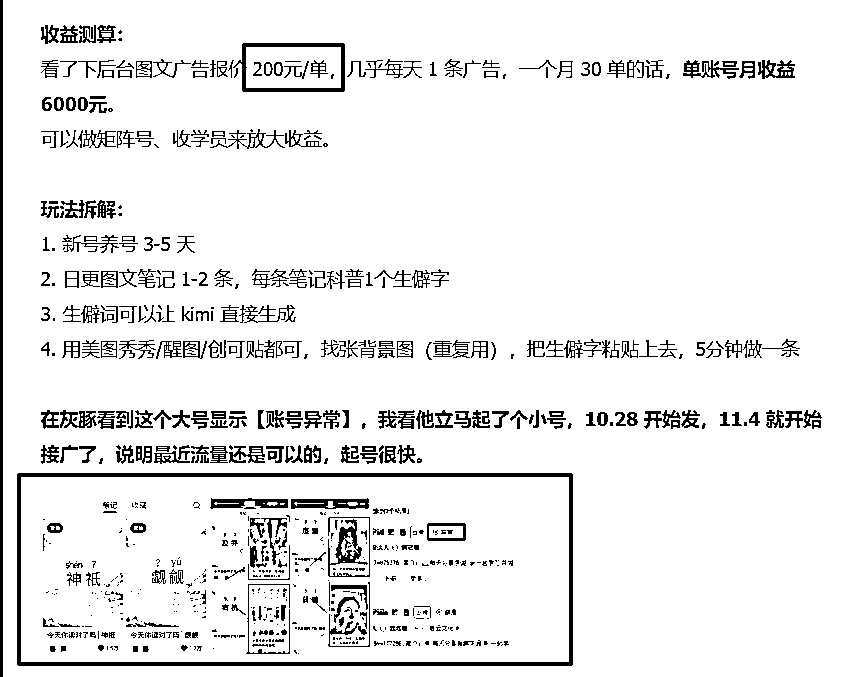 收益测算：
看了下后台图文广告报价 200元/单，几乎每天 1 条广告，一个月 30 单的话，单账号月收益
6000元。
可以做矩阵号、收学员来放大收益。
玩法拆解：
1. 新号养号 3-5 天
2. 日更图文笔记 1-2 条，每条笔记科普1个生僻字
3. 生僻词可以让 kimi 直接生成
4. 用美图秀秀/醒图/创可贴都可，找张背景图（重复用），把生僻字粘贴上去，5分钟做一条
在灰豚看到这个大号显示【账号异常】，我看他立马起了个小号，10.28 开始发，11.4 就开始
接广了，说明最近流量还是可以的，起号很快。
笔记 收藏
shén ?
神祇
? yú
觊觎
今天你读对了吗 | 神祇
今天你读对了吗 | 觊觎